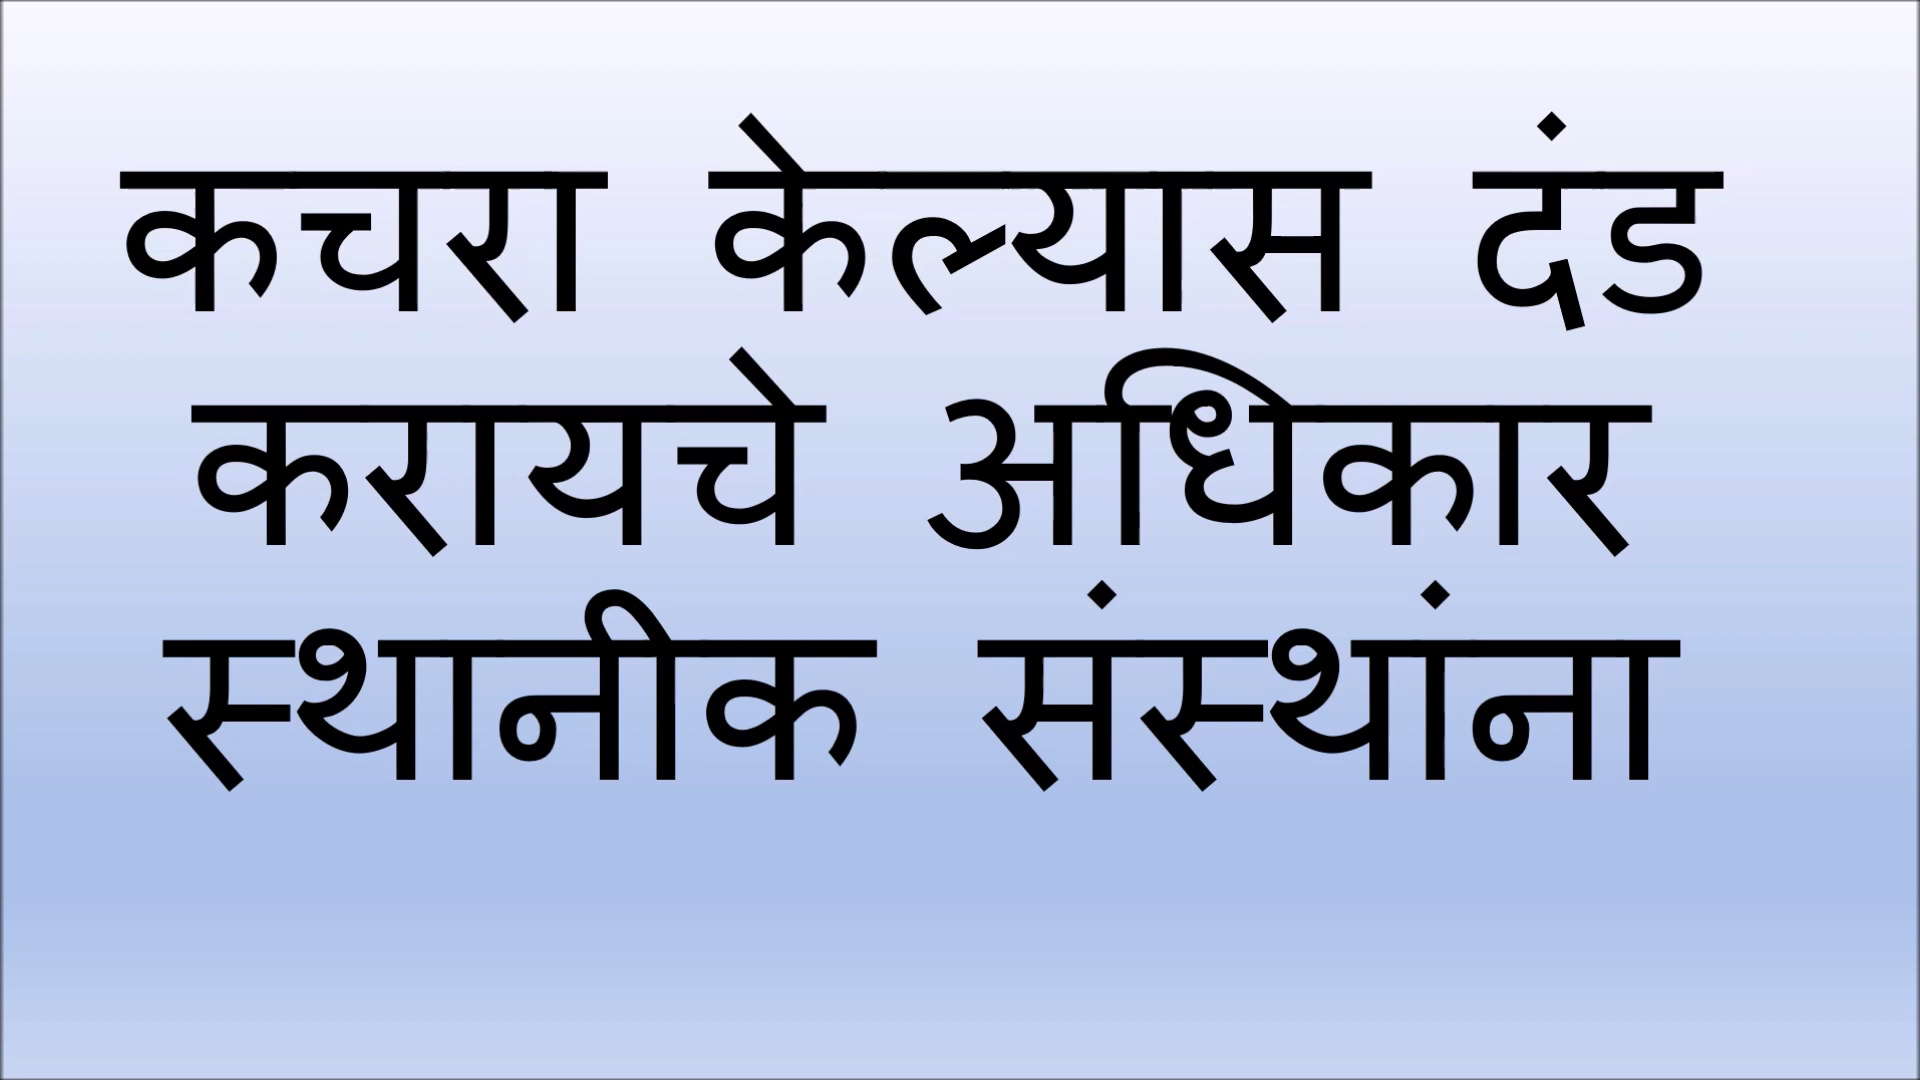 कचरा केल्यास दंड
करायचे अधिकार
स्थानीक संस्थांना